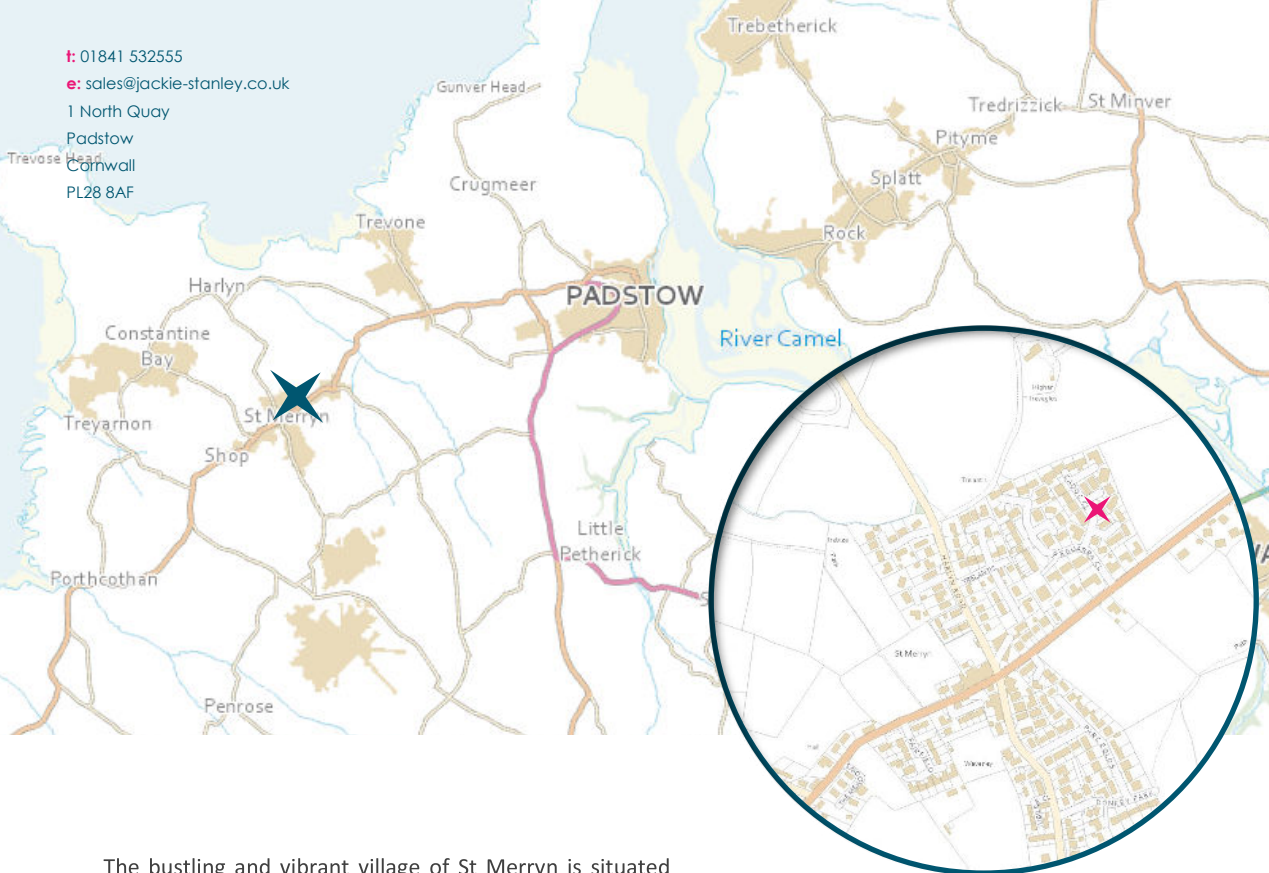 t: 01841 532555
e: sales@jackie-stanley.co.uk
1 North Quay
Padstow
Cornwall
PL28 8AF
Trevose Head
Gunver Head
Trebetherick
Tredrizzick
St Minver
Pityme
Splatt
Rock
Crugmeer
Trevone
Harlyn
PADSTOW
River Camel
Constantine
Bay
Treyarnon
St Merryn
Shop
Little
Petherick
Porthcothan
Penrose
St Merryn
DONLEY PARK
The bustling and vibrant village of St Merryn is situated